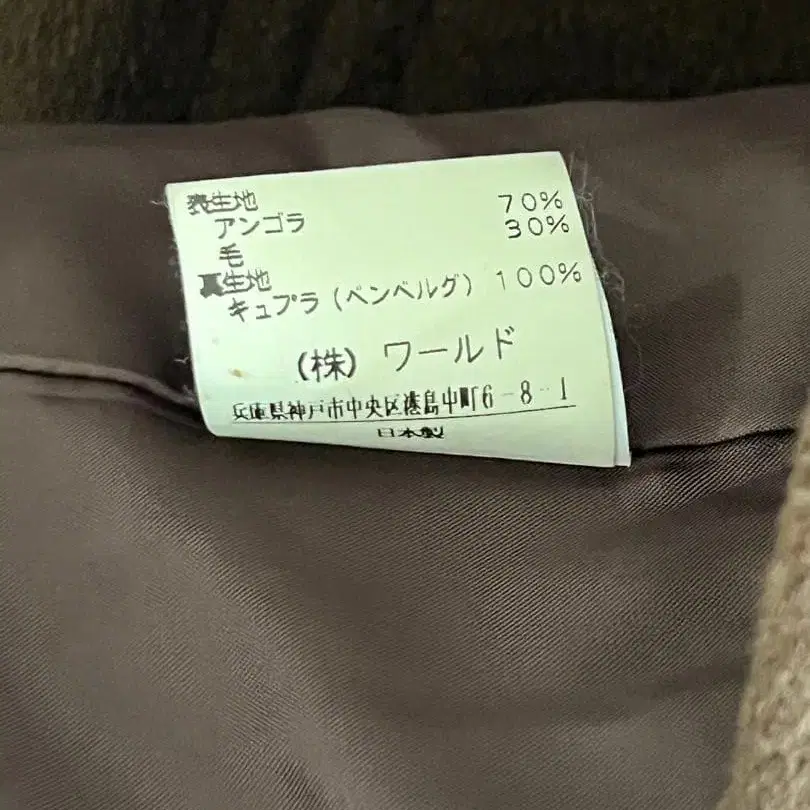 表生地
アンゴラ 70%
毛 30%
裏生地
キュプラ(ベンベルグ) 100%
(株) ワールド
兵庫県神戸市中央区港島中町6-8-1
日本製